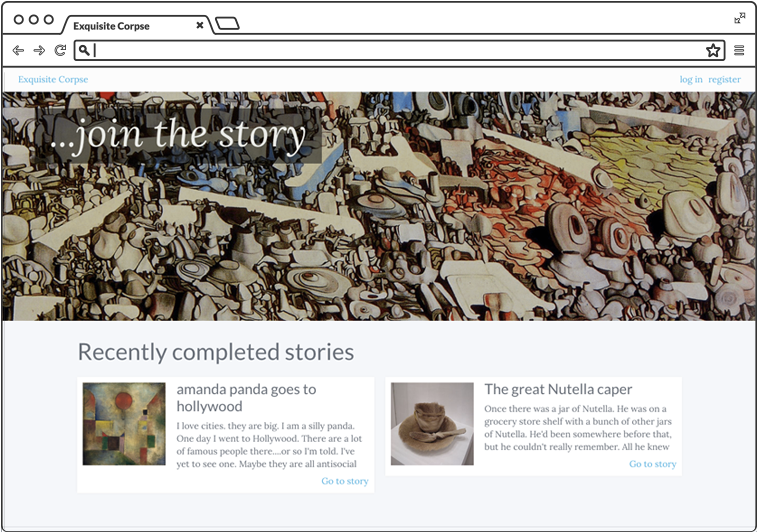 Exquisite Corpse
Exquisite Corpse
log in register
...join the story
Recently completed stories
amanda panda goes to
hollywood
I love cities. they are big. I am a silly panda.
One day I went to Hollywood. There are a lot
of famous people there....or so I'm told. I've
yet to see one. Maybe they are all antisocial
Go to story
The great Nutella caper
Once there was a jar of Nutella. He was on a
grocery store shelf with a bunch of other jars
of Nutella. He'd been somewhere before that,
but he couldn't really remember. All he knew
Go to story